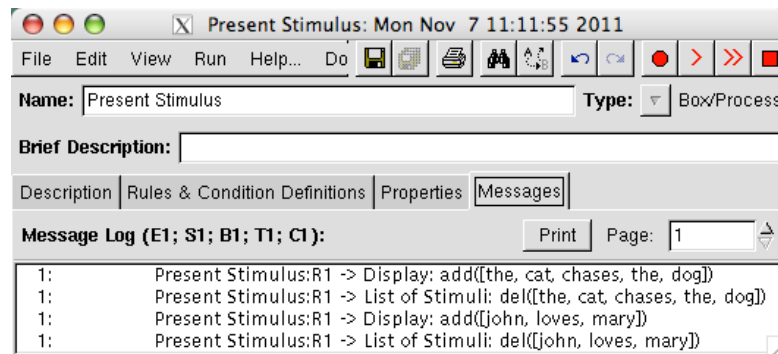 Present Stimulus: Mon Nov 7 11:11:55 2011
File Edit View Run Help... Do
Name: Present Stimulus Type: Box/Process
Brief Description:
Description Rules & Condition Definitions Properties Messages
Message Log (E1; S1; B1; T1; C1): Print Page: 1
1: Present Stimulus:R1 -> Display: add([the, cat, chases, the, dog])
1: Present Stimulus:R1 -> List of Stimuli: del([the, cat, chases, the, dog])
1: Present Stimulus:R1 -> Display: add([john, loves, mary])
1: Present Stimulus:R1 -> List of Stimuli: del([john, loves, mary])